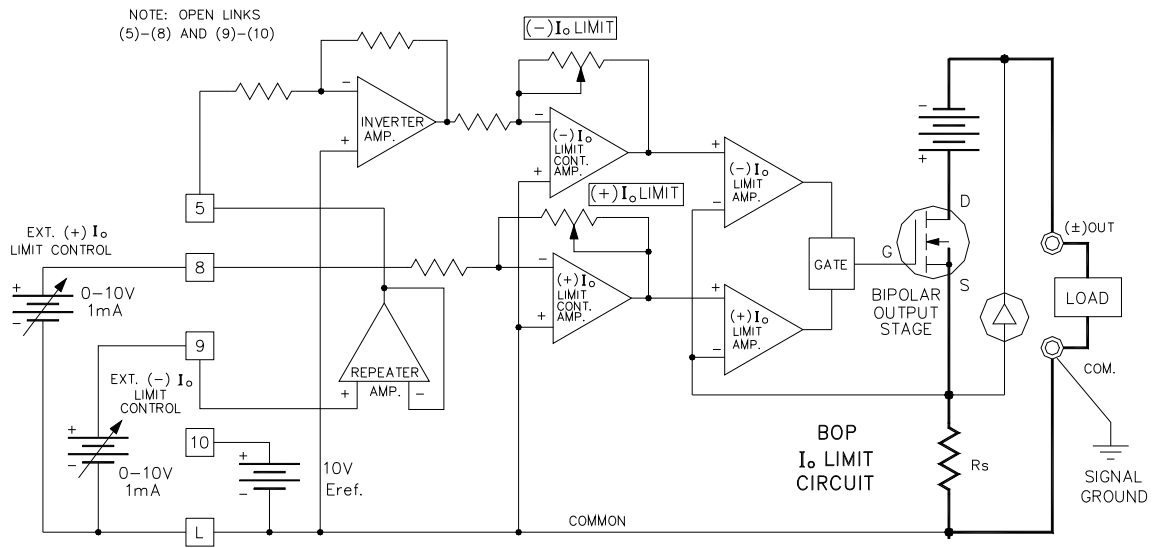 NOTE: OPEN LINKS
(5)-(8) AND (9)-(10)
(-)Io LIMIT
-
INVERTER
AMP.
+
-
(-)Io
LIMIT
CONT.
AMP.
+
+
(-)Io
LIMIT
AMP.
-
-
+
D
(±)OUT
(+)Io LIMIT
5
EXT. (+) Io
LIMIT CONTROL
8
+
-
0-10V
1mA
-
(+)Io
LIMIT
CONT.
AMP.
+
GATE
G
S
BIPOLAR
OUTPUT
STAGE
LOAD
+
(+)Io
LIMIT
AMP.
-
9
REPEATER
AMP.
+
-
COM.
EXT. (-) Io
LIMIT
CONTROL
+
-
0-10V
1mA
10
+
-
10V
Eref.
BOP
Io LIMIT
CIRCUIT
Rs
SIGNAL
GROUND
L
COMMON